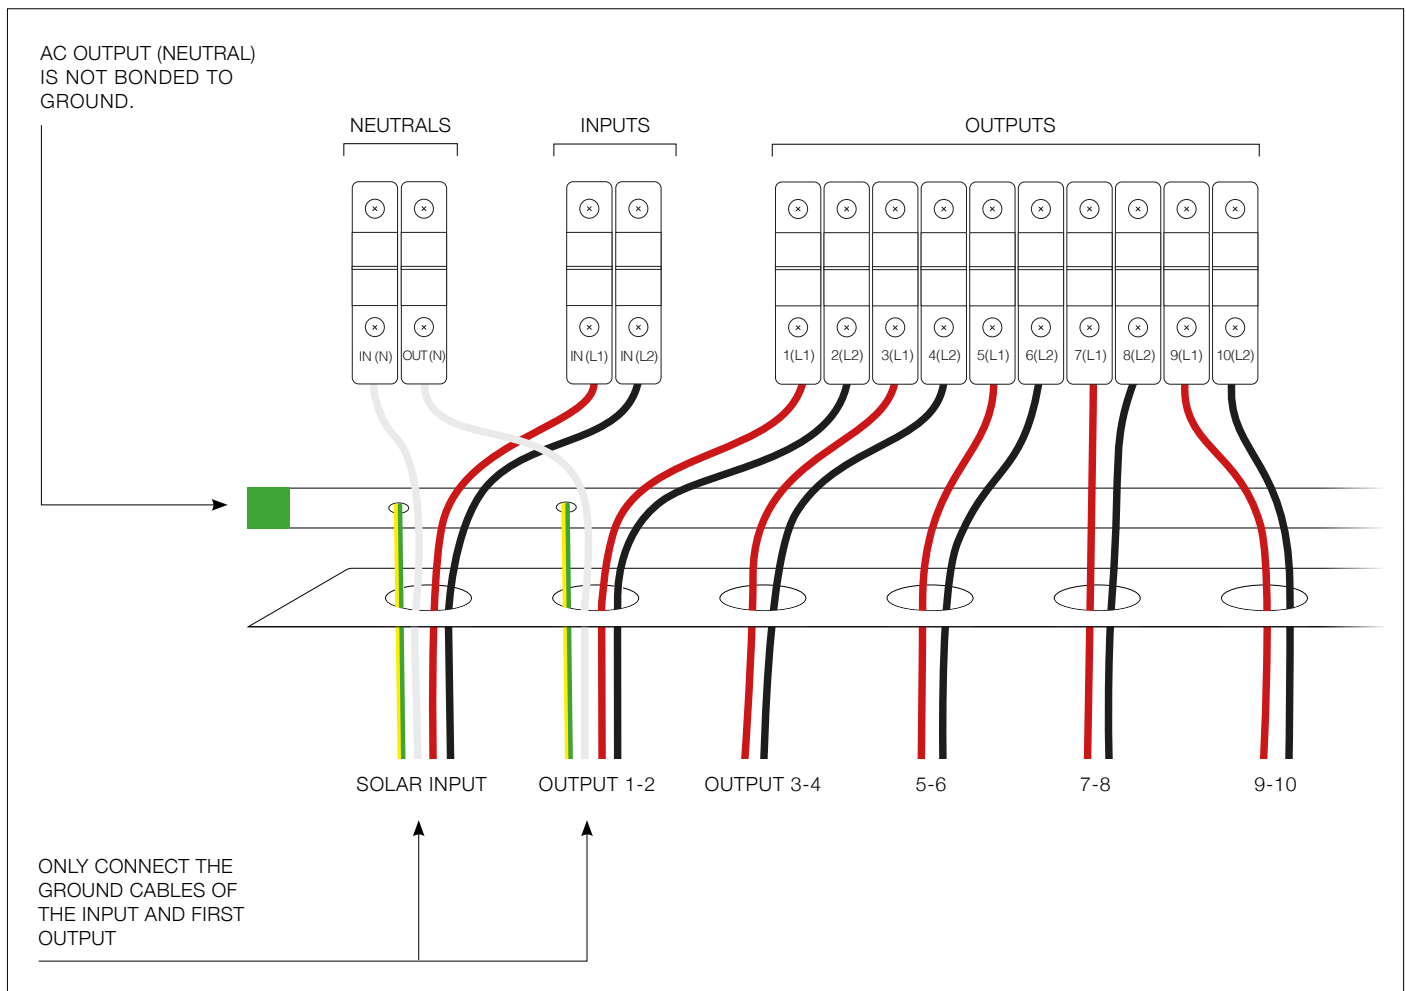 AC OUTPUT (NEUTRAL)
IS NOT BONDED TO
GROUND.
NEUTRALS
INPUTS
OUTPUTS
IN (N)
OUT (N)
IN (L1)
IN (L2)
1(L1)
2(L2)
3(L1)
4(L2)
5(L1)
6(L2)
7(L1)
8(L2)
9(L1)
10(L2)
SOLAR INPUT
OUTPUT 1-2
OUTPUT 3-4
5-6
7-8
9-10
ONLY CONNECT THE
GROUND CABLES OF
THE INPUT AND FIRST
OUTPUT